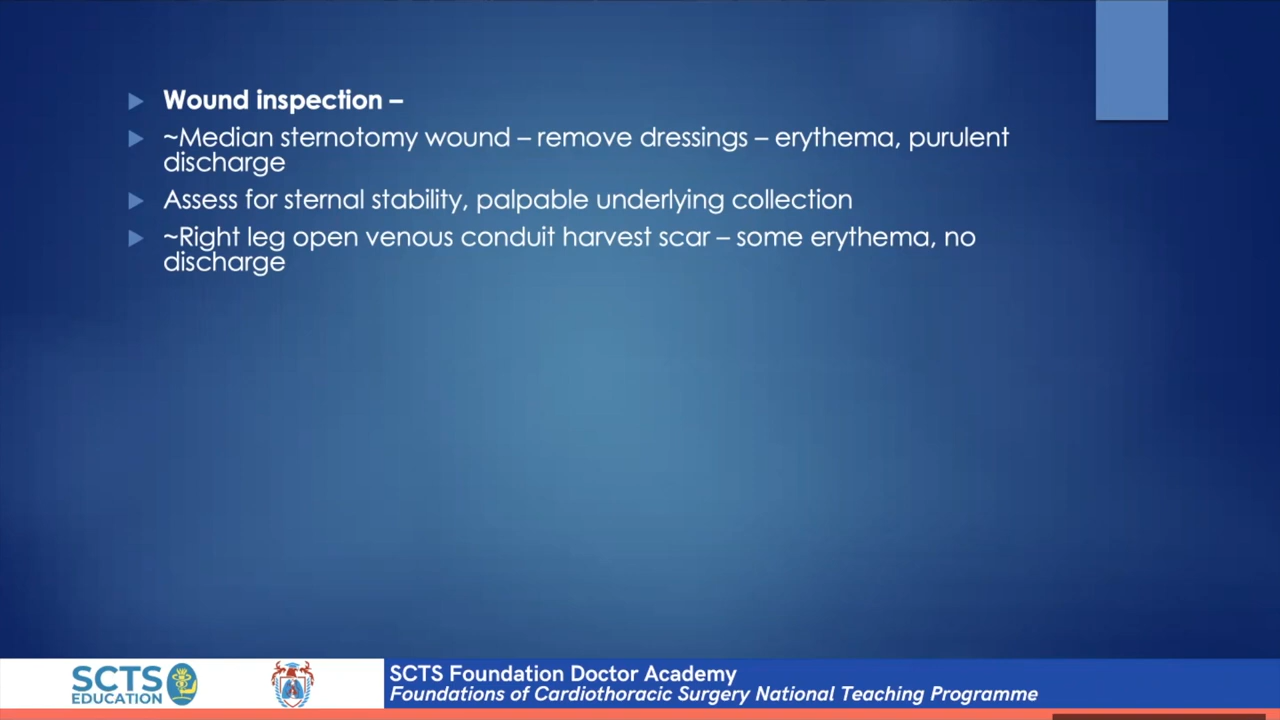 Wound inspection –
~Median sternotomy wound – remove dressings – erythema, purulent
discharge
Assess for sternal stability, palpable underlying collection
~Right leg open venous conduit harvest scar – some erythema, no
discharge
SCTS
EDUCATION
SCTS Foundation Doctor Academy
Foundations of Cardiothoracic Surgery National Teaching Programme